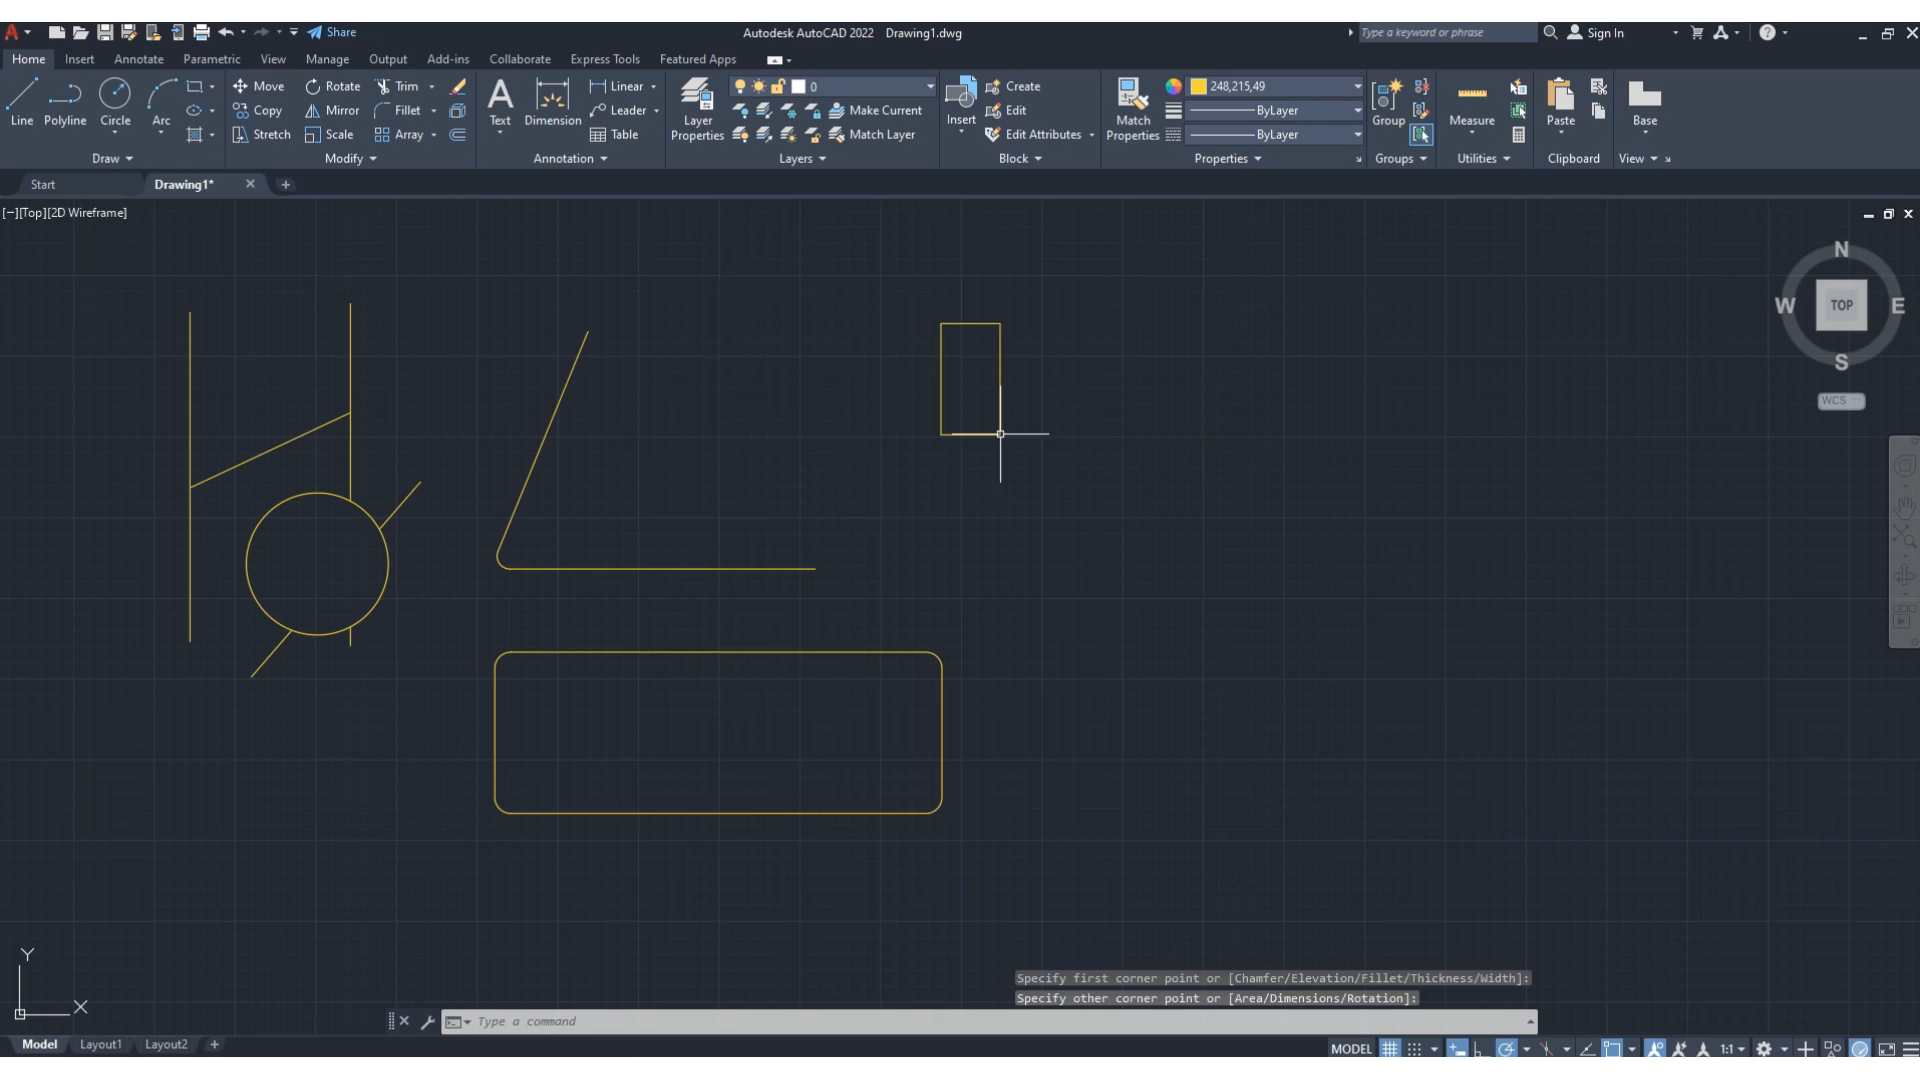 A Share Autodesk AutoCAD 2022 Drawing1.dwg Type a keyword or phrase Sign In
Home Insert Annotate Parametric View Manage Output Add-ins Collaborate Express Tools Featured Apps
Line Polyline Circle Arc
Move Rotate Trim
Copy Mirror Fillet
Stretch Scale Array
Text Dimension
Linear
Leader
Table
Layer Properties
0
Make Current
Match Layer
Insert
Create
Edit
Edit Attributes
Match Properties
248,215,49
ByLayer
ByLayer
Group Measure Paste Base
Draw Modify Annotation Layers Block Properties Groups Utilities Clipboard View
Start Drawing1*
[−][Top][2D Wireframe]
N
W TOP E
S
WCS
Y
X
Specify first corner point or [Chamfer/Elevation/Fillet/Thickness/Width]:
Specify other corner point or [Area/Dimensions/Rotation]:
Type a command
Model Layout1 Layout2 + MODEL 1:1